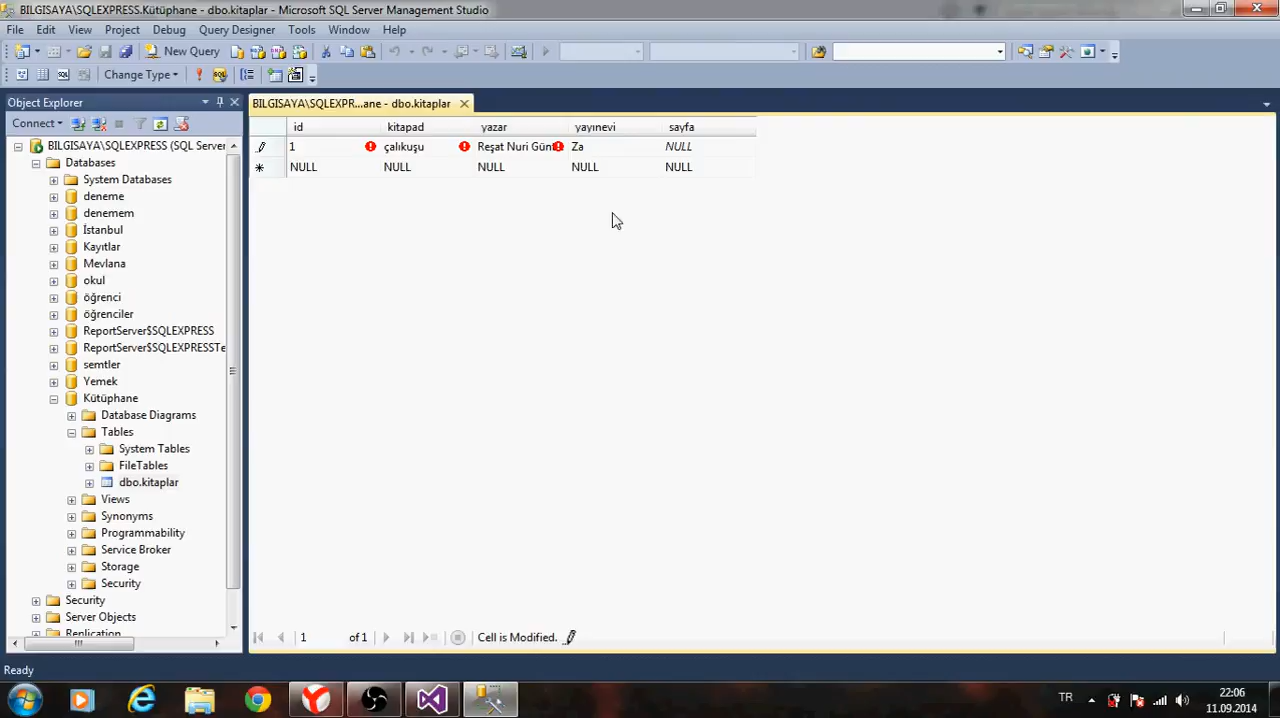 BILGISAYA\SQLEXPRESS.Kütüphane - dbo.kitaplar - Microsoft SQL Server Management Studio
File Edit View Project Debug Query Designer Tools Window Help
New Query
Change Type
Object Explorer
BILGISAYA\SQLEXPR...ane - dbo.kitaplar
Connect
id kitapad yazar yayınevi sayfa
BILGISAYA\SQLEXPRESS (SQL Server
1 çalıkuşu Reşat Nuri Günt Za NULL
Databases
NULL NULL NULL NULL NULL
System Databases
deneme
denemem
İstanbul
Kayıtlar
Mevlana
okul
öğrenci
öğrenciler
ReportServer$SQLEXPRESS
ReportServer$SQLEXPRESSTe
semtler
Yemek
Kütüphane
Database Diagrams
Tables
System Tables
FileTables
dbo.kitaplar
Views
Synonyms
Programmability
Service Broker
Storage
Security
Security
Server Objects
Replication
1 of 1 Cell is Modified.
Ready
TR
22:06
11.09.2014